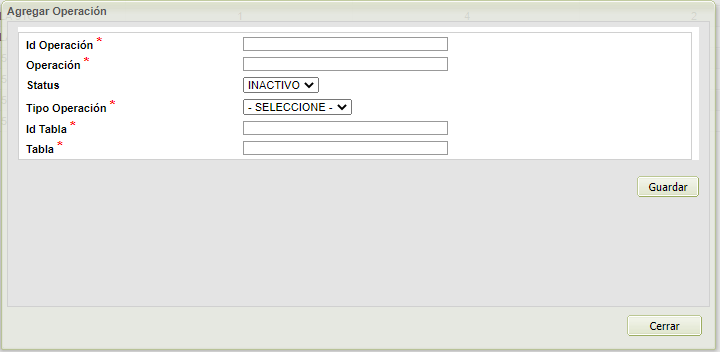 Agregar Operación
Id Operación *
Operación *
Status INACTIVO
Tipo Operación * - SELECCIONE -
Id Tabla *
Tabla *
Guardar
Cerrar